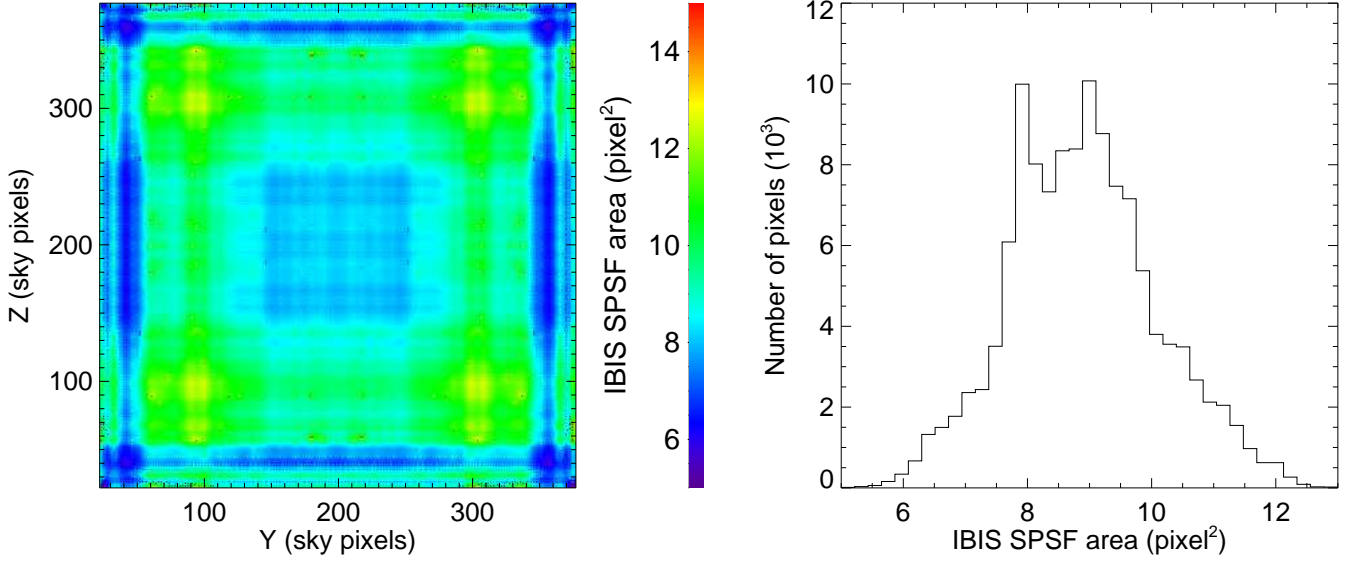 300
200
100
Z (sky pixels)
100 200 300
Y (sky pixels)
14
12
10
8
6
IBIS SPSF area (pixel²)
12
10
8
6
4
2
0
Number of pixels (10³)
6 8 10 12
IBIS SPSF area (pixel²)